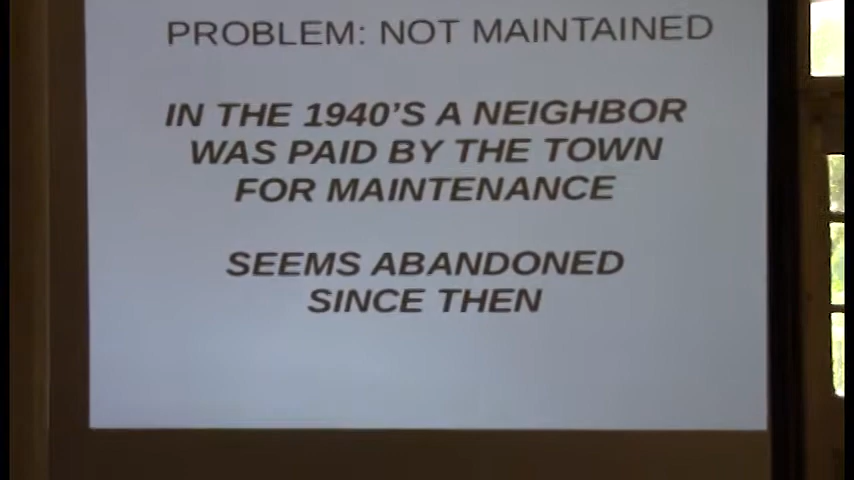 PROBLEM: NOT MAINTAINED
IN THE 1940'S A NEIGHBOR
WAS PAID BY THE TOWN
FOR MAINTENANCE
SEEMS ABANDONED
SINCE THEN